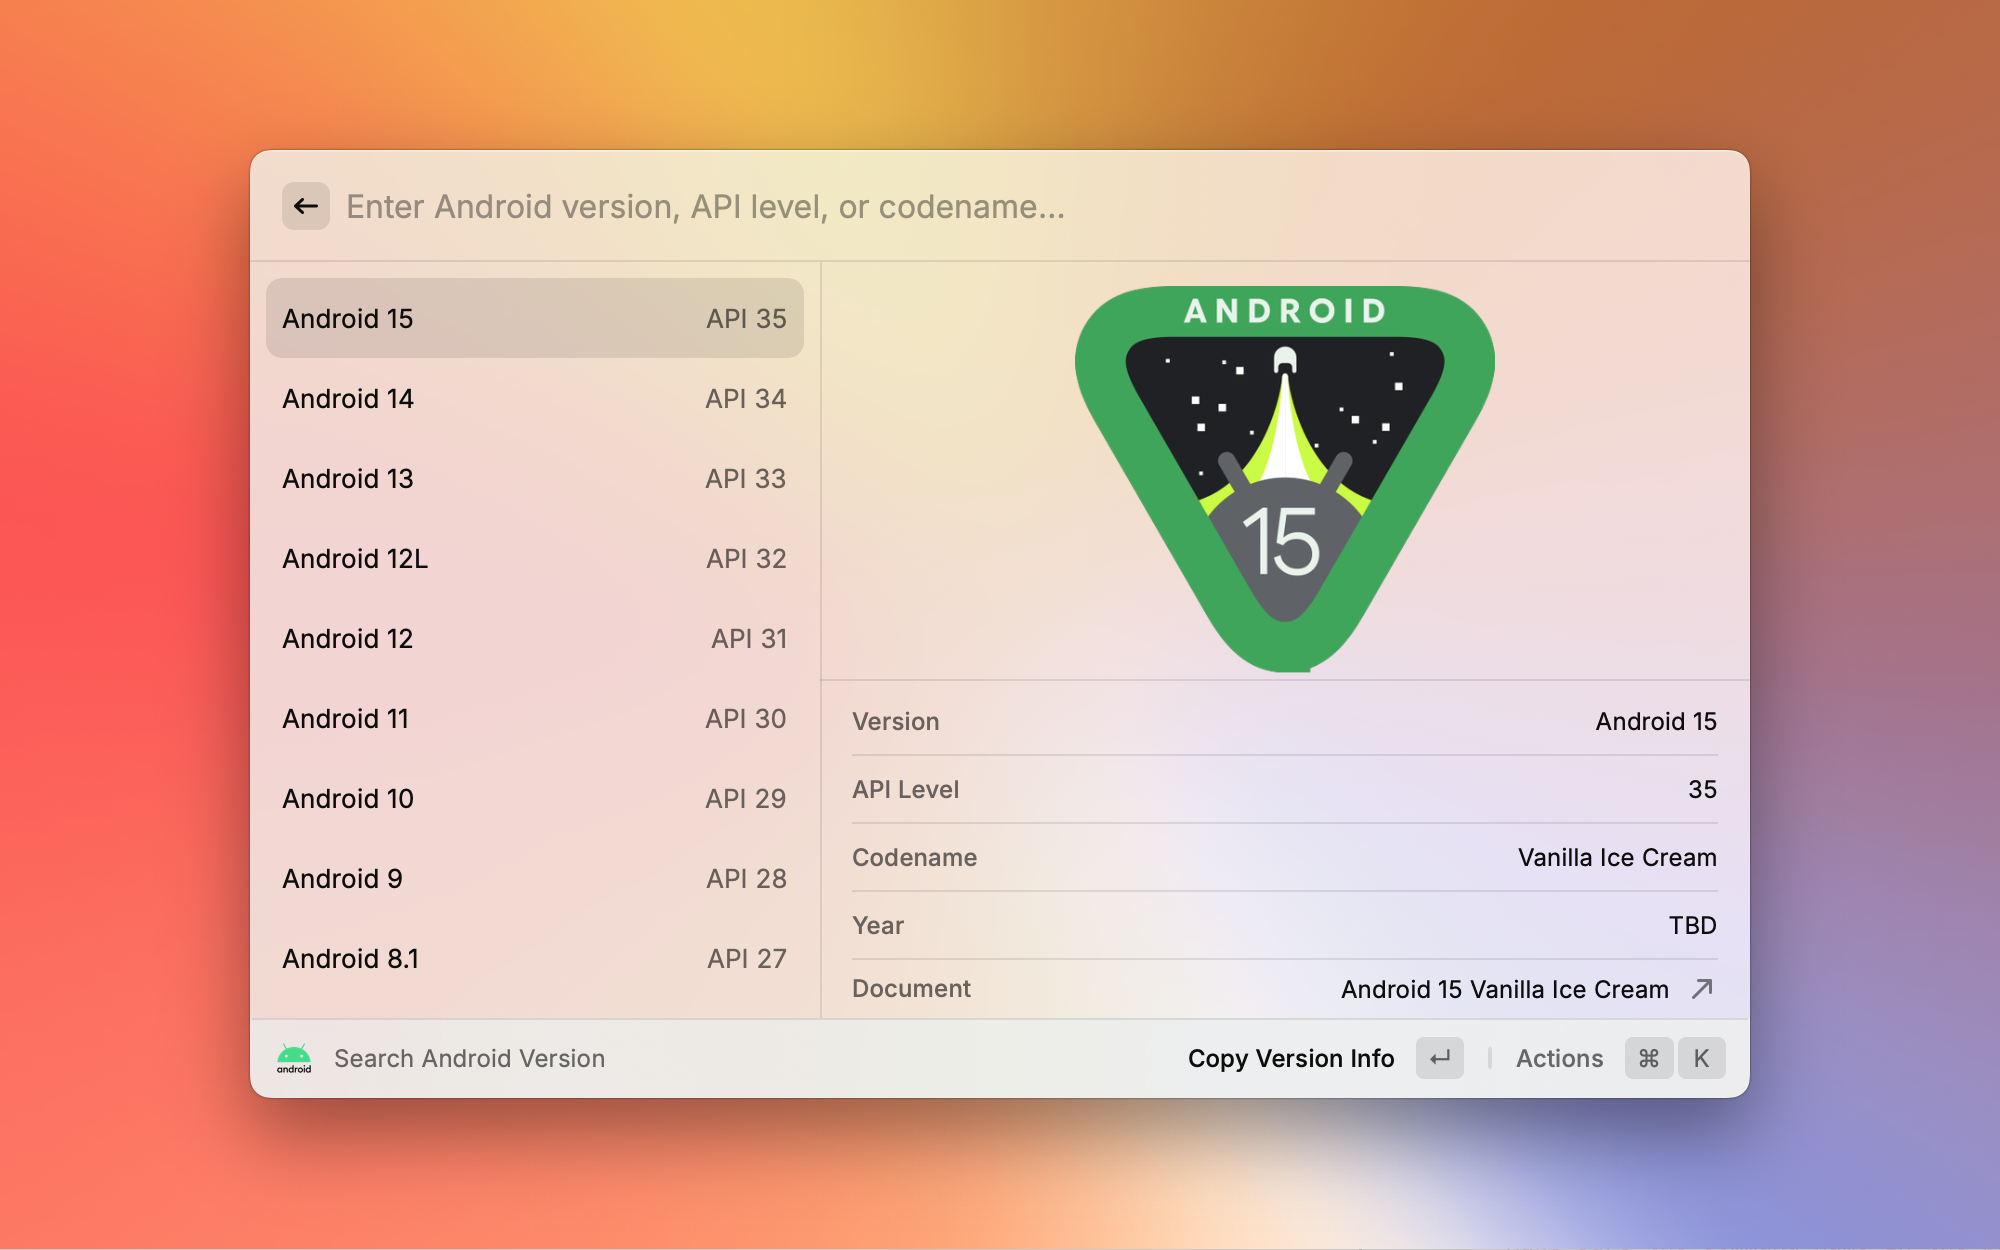 Enter Android version, API level, or codename...
Android 15 API 35
Android 14 API 34
Android 13 API 33
Android 12L API 32
Android 12 API 31
Android 11 API 30
Android 10 API 29
Android 9 API 28
Android 8.1 API 27
ANDROID
15
Version Android 15
API Level 35
Codename Vanilla Ice Cream
Year TBD
Document Android 15 Vanilla Ice Cream
android Search Android Version Copy Version Info Actions ⌘ K